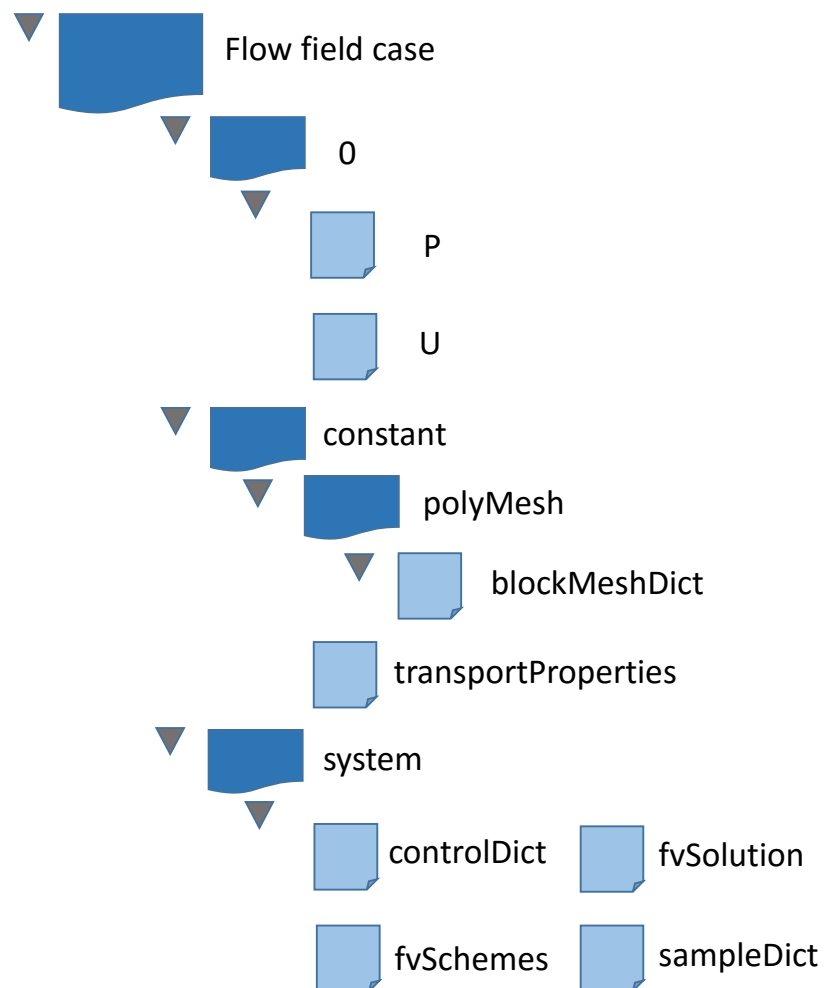 Flow field case
0
P
U
constant
polyMesh
blockMeshDict
transportProperties
system
controlDict
fvSolution
fvSchemes
sampleDict